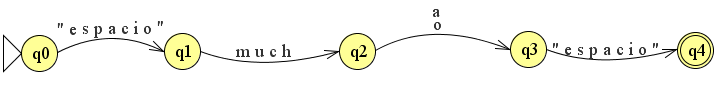 "espacio"
q0
q1
much
q2
a
o
q3
"espacio"
q4